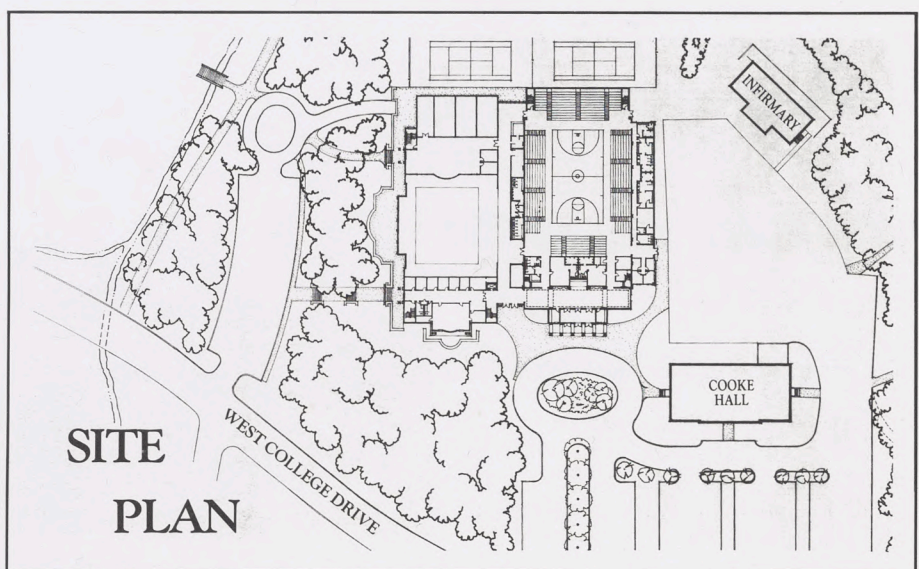 INFIRMARY
COOKE
HALL
WEST COLLEGE DRIVE
SITE
PLAN